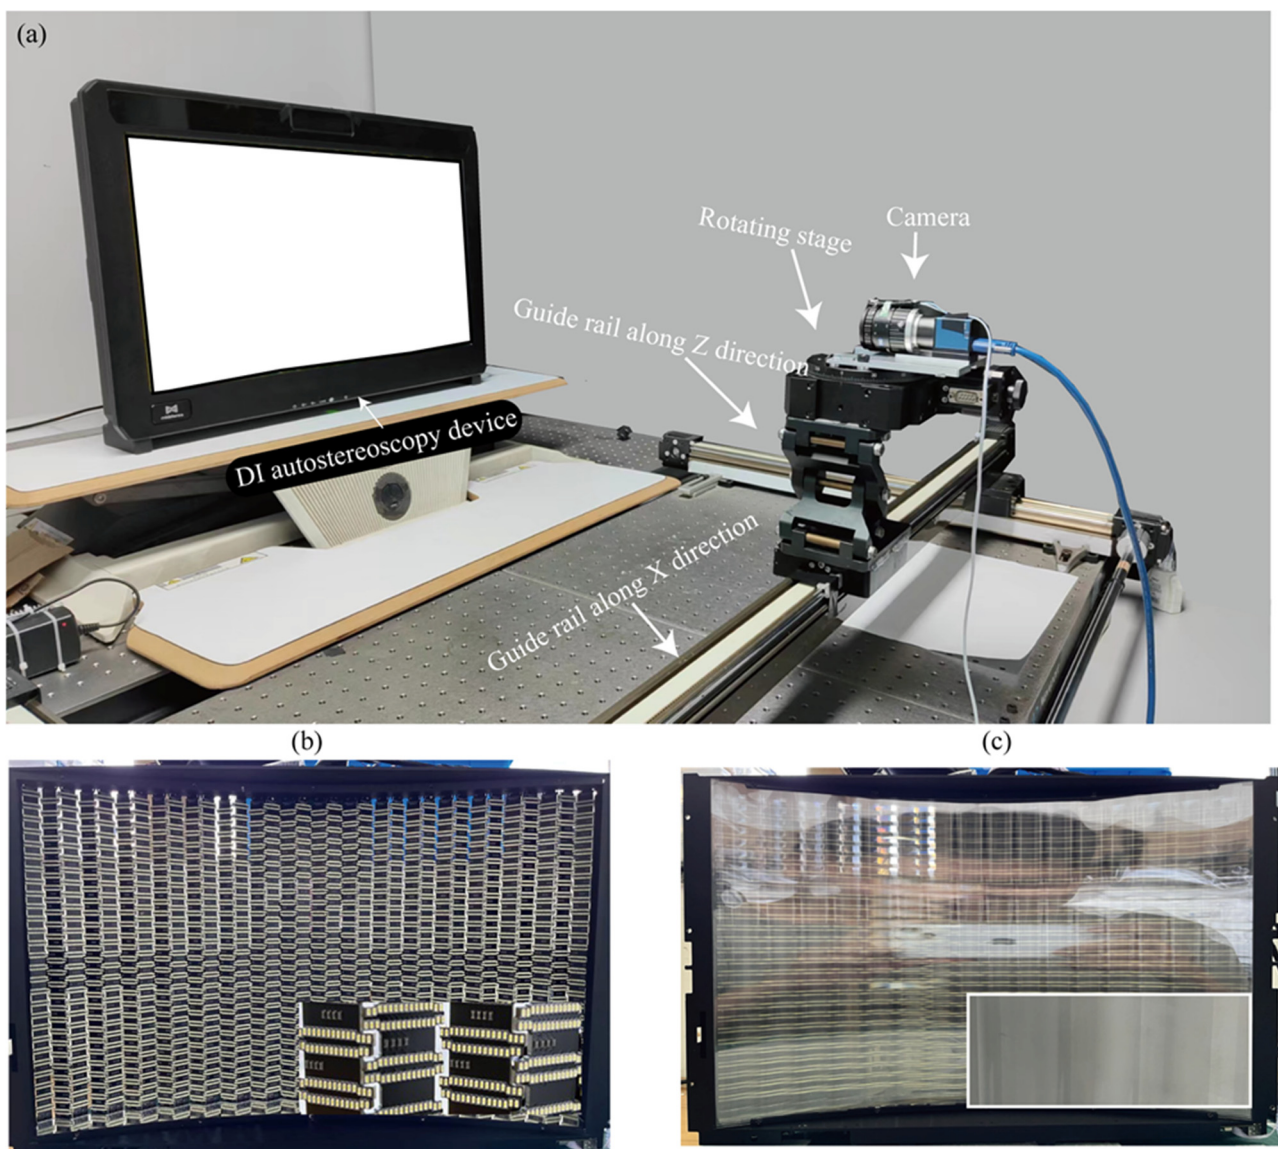 (a)
Camera
Rotating stage
Guide rail along Z direction
DI autostereoscopy device
Guide rail along X direction
(b)
(c)